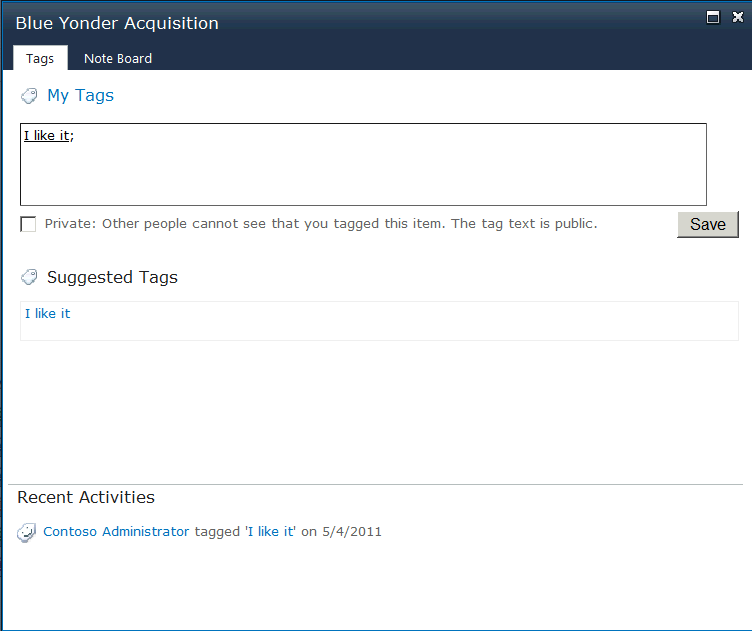 Blue Yonder Acquisition
Tags Note Board
My Tags
I like it;
Private: Other people cannot see that you tagged this item. The tag text is public. Save
Suggested Tags
I like it
Recent Activities
Contoso Administrator tagged 'I like it' on 5/4/2011